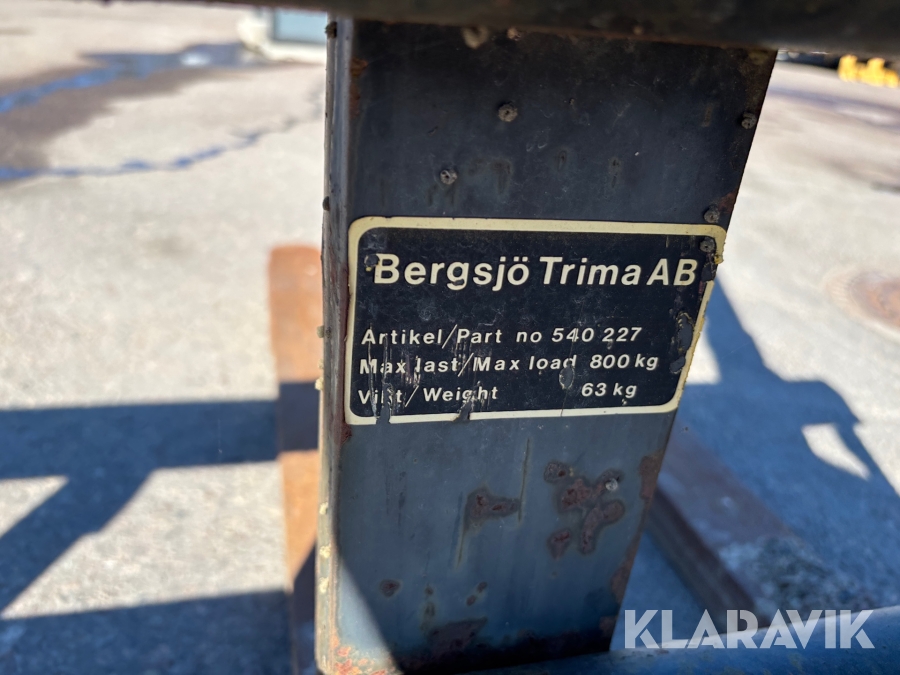 Bergsjö Trima AB
Artikel/Part no 540 227
Max last/Max load 800 kg
Vikt/Weight 63 kg
KLARAVIK